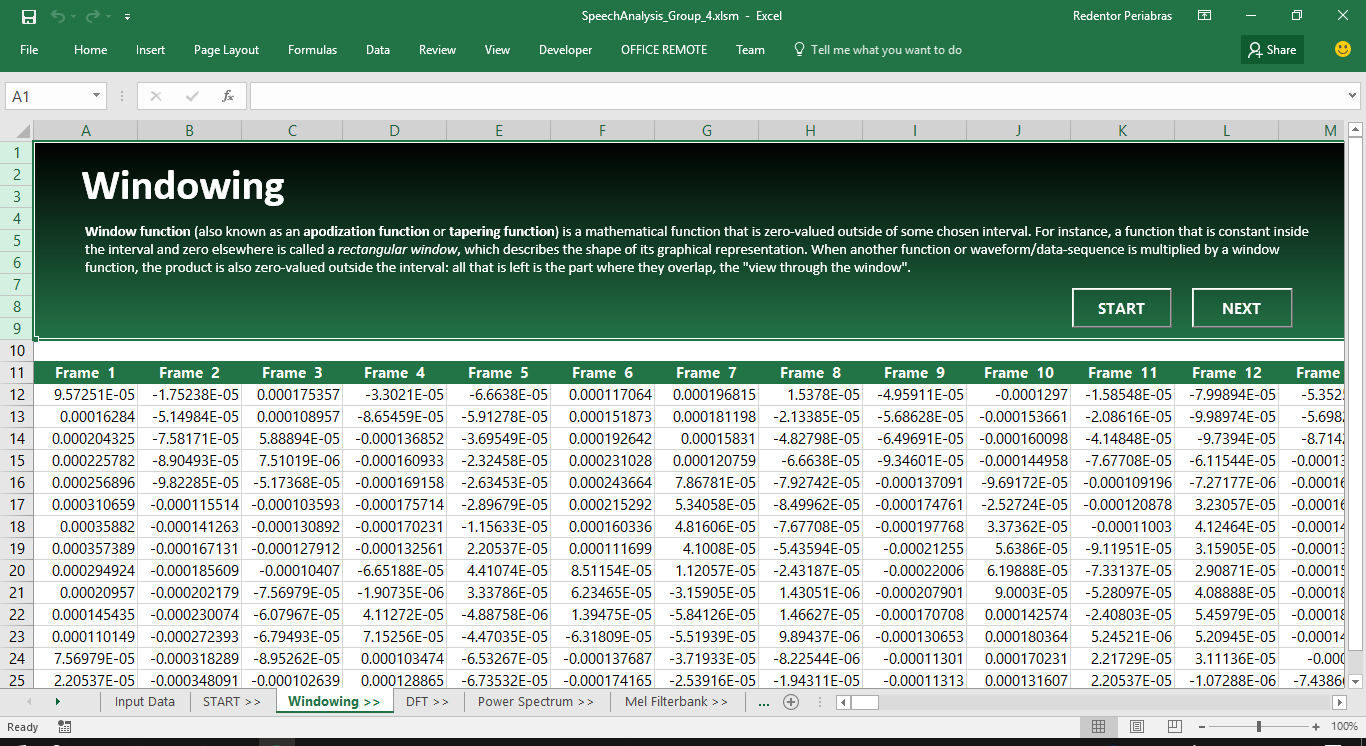 SpeechAnalysis_Group_4.xlsm - Excel
Redentor Periabras
File Home Insert Page Layout Formulas Data Review View Developer OFFICE REMOTE Team Tell me what you want to do Share
A1 fx
A B C D E F G H I J K L M
1
2
3
4
5
6
7
8
9
Windowing
Window function (also known as an apodization function or tapering function) is a mathematical function that is zero-valued outside of some chosen interval. For instance, a function that is constant inside
the interval and zero elsewhere is called a rectangular window, which describes the shape of its graphical representation. When another function or waveform/data-sequence is multiplied by a window
function, the product is also zero-valued outside the interval: all that is left is the part where they overlap, the "view through the window".
START NEXT
10
11 Frame 1 Frame 2 Frame 3 Frame 4 Frame 5 Frame 6 Frame 7 Frame 8 Frame 9 Frame 10 Frame 11 Frame 12 Frame
12 9.57251E-05 -1.75238E-05 0.000175357 -3.3021E-05 -6.6638E-05 0.000117064 0.000196815 1.5378E-05 -4.95911E-05 -0.0001297 -1.58548E-05 -7.99894E-05 -5.352
13 0.00016284 -5.14984E-05 0.000108957 -8.65459E-05 -5.91278E-05 0.000151873 0.000181198 -2.13385E-05 -5.68628E-05 -0.000153661 -2.08616E-05 -9.98974E-05 -5.698
14 0.000204325 -7.58171E-05 5.88894E-05 -0.000136852 -3.69549E-05 0.000192642 0.00015831 -4.82798E-05 -6.49691E-05 -0.000160098 -4.14848E-05 -9.7394E-05 -8.714
15 0.000225782 -8.90493E-05 7.51019E-06 -0.000160933 -2.32458E-05 0.000231028 0.000120759 -6.6638E-05 -9.34601E-05 -0.000144958 -7.67708E-05 -6.11544E-05 -0.00013
16 0.000256896 -9.82285E-05 -5.17368E-05 -0.000169158 -2.63453E-05 0.000243664 7.86781E-05 -7.92742E-05 -0.000137091 -9.69172E-05 -0.000109196 -7.27177E-06 -0.00016
17 0.000310659 -0.000115514 -0.000103593 -0.000175714 -2.89679E-05 0.000215292 5.34058E-05 -8.49962E-05 -0.000174761 -2.52724E-05 -0.000120878 3.23057E-05 -0.00016
18 0.00035882 -0.000141263 -0.000130892 -0.000170231 -1.15633E-05 0.000160336 4.81606E-05 -7.67708E-05 -0.000197768 3.37362E-05 -0.00011003 4.12464E-05 -0.00014
19 0.000357389 -0.000167131 -0.000127912 -0.000132561 2.20537E-05 0.000111699 4.1008E-05 -5.43594E-05 -0.00021255 5.6386E-05 -9.11951E-05 3.15905E-05 -0.00013
20 0.000294924 -0.000185609 -0.00010407 -6.65188E-05 4.41074E-05 8.51154E-05 1.12057E-05 -2.43187E-05 -0.00022006 6.19888E-05 -7.33137E-05 2.90871E-05 -0.00015
21 0.00020957 -0.000202179 -7.56979E-05 -1.90735E-06 3.33786E-05 6.23465E-05 -3.15905E-05 1.43051E-06 -0.000207901 9.0003E-05 -5.28097E-05 4.08888E-05 -0.00018
22 0.000145435 -0.000230074 -6.07967E-05 4.11272E-05 -4.88758E-06 1.39475E-05 -5.84126E-05 1.46627E-05 -0.000170708 0.000142574 -2.40803E-05 5.45979E-05 -0.00018
23 0.000110149 -0.000272393 -6.79493E-05 7.15256E-05 -4.47035E-05 -6.31809E-05 -5.51939E-05 9.89437E-06 -0.000130653 0.000180364 5.24521E-06 5.20945E-05 -0.00014
24 7.56979E-05 -0.000318289 -8.95262E-05 0.000103474 -6.53267E-05 -0.000137687 -3.71933E-05 -8.22544E-06 -0.00011301 0.000170231 2.21729E-05 3.11136E-05 -0.000
25 2.20537E-05 -0.000348091 -0.000102639 0.000128865 -6.73532E-05 -0.000174165 -2.53916E-05 -1.94311E-05 -0.00011313 0.000131607 2.20537E-05 -1.07288E-06 -7.4386
Input Data START >> Windowing >> DFT >> Power Spectrum >> Mel Filterbank >> ...
Ready 100%